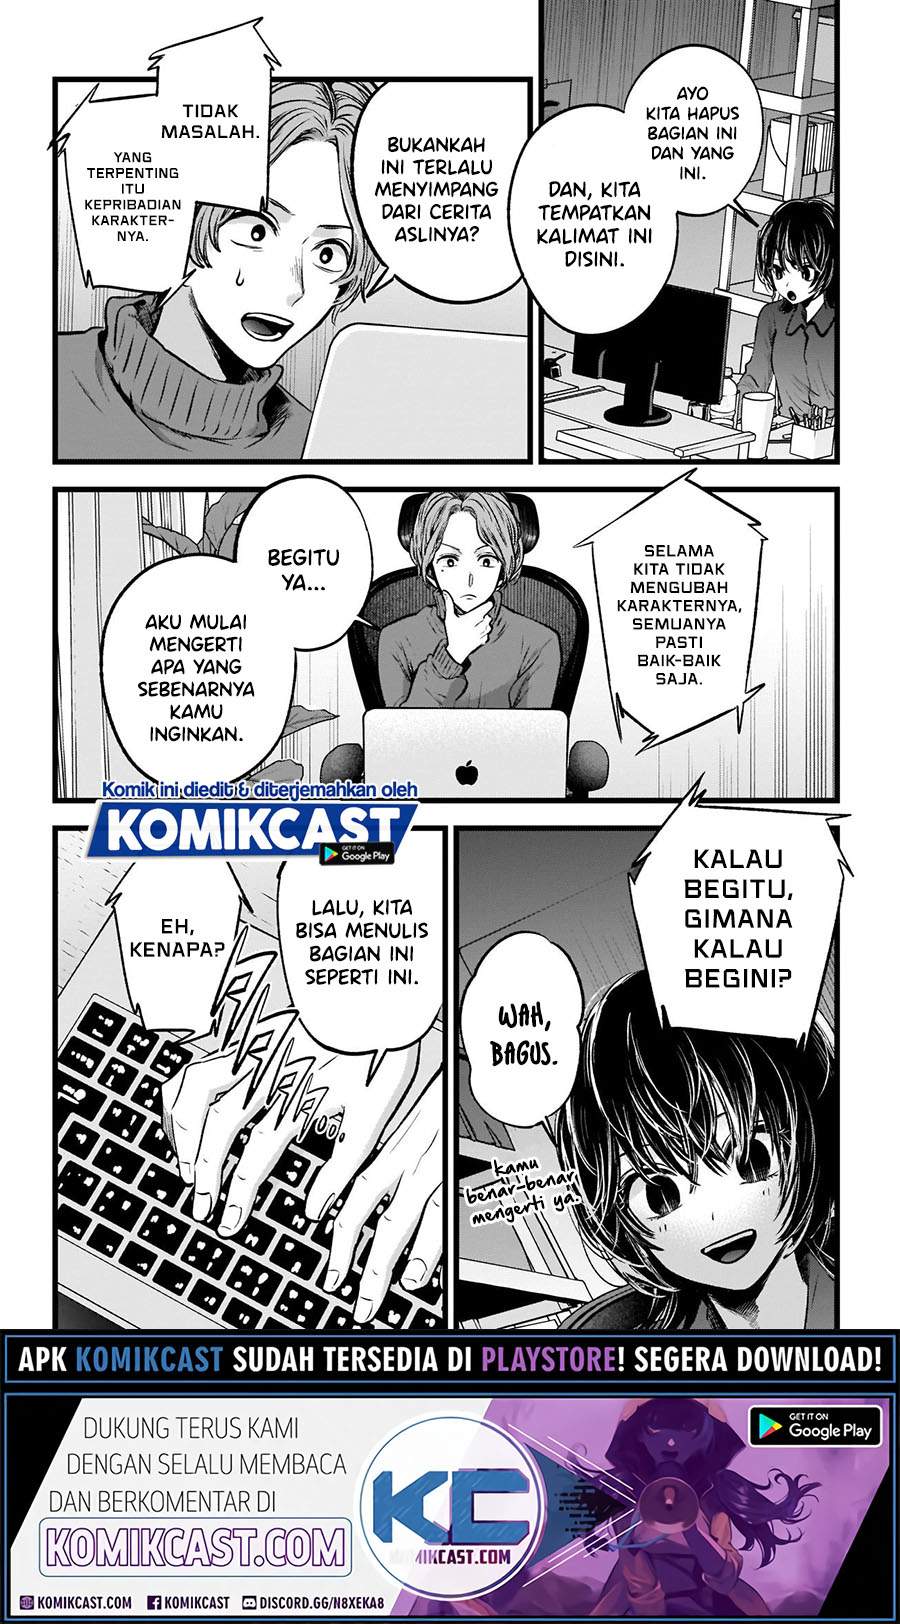 AYO
KITA HAPUS
BAGIAN INI
DAN YANG
INI.
DAN, KITA
TEMPATKAN
KALIMAT INI
DISINI.
BUKANKAH
INI TERLALU
MENYIMPANG
DARI CERITA
ASLINYA?
TIDAK
MASALAH.
YANG
TERPENTING
ITU
KEPRIBADIAN
KARAKTER-
NYA.
SELAMA
KITA TIDAK
MENGUBAH
KARAKTERNYA,
SEMUANYA
PASTI
BAIK-BAIK
SAJA.
BEGITU
YA...
AKU MULAI
MENGERTI
APA YANG
SEBENARNYA
KAMU
INGINKAN.
Komik ini diedit & diterjemahkan oleh
KOMIKCAST
GET IT ON
Google Play
KALAU
BEGITU,
GIMANA
KALAU
BEGINI?
WAH,
BAGUS.
kamu
benar-benar
mengerti ya.
LALU, KITA
BISA MENULIS
BAGIAN INI
SEPERTI INI.
EH,
KENAPA?
APK KOMIKCAST SUDAH TERSEDIA DI PLAYSTORE! SEGERA DOWNLOAD!
DUKUNG TERUS KAMI
DENGAN SELALU MEMBACA
DAN BERKOMENTAR DI
KOMIKCAST.COM
KC
KOMIKCAST.COM
GET IT ON
Google Play
KOMIKCAST.COM
KOMIKCAST
DISCORD.GG/N8XEKA8